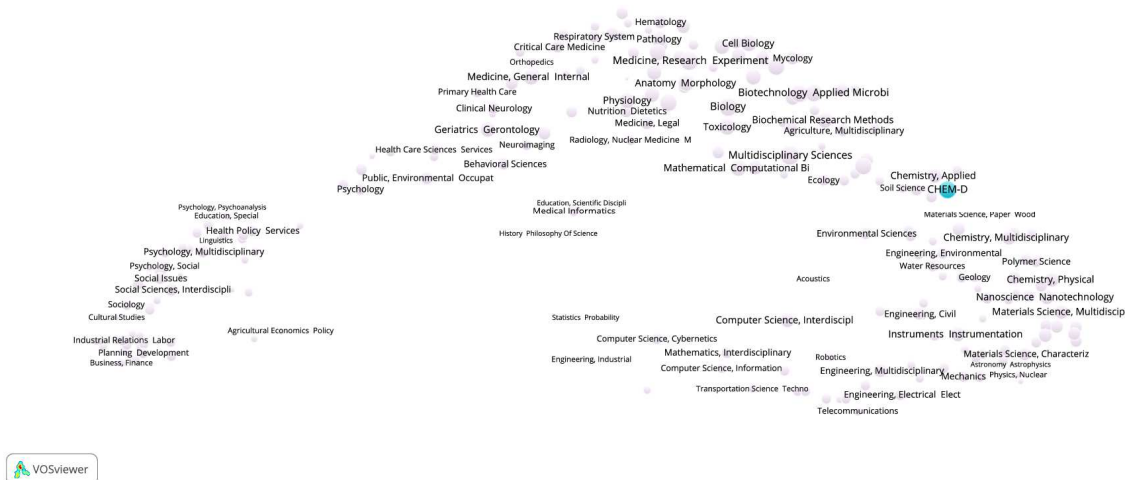 Hematology
Respiratory System
Pathology
Cell Biology
Critical Care Medicine
Orthopedics
Medicine, Research Experiment
Mycology
Medicine, General Internal
Anatomy Morphology
Primary Health Care
Biotechnology Applied Microbi
Physiology
Clinical Neurology
Nutrition Dietetics
Biology
Medicine, Legal
Biochemical Research Methods
Geriatrics Gerontology
Toxicology
Agriculture, Multidisciplinary
Radiology, Nuclear Medicine M
Health Care Sciences Services
Neuroimaging
Multidisciplinary Sciences
Behavioral Sciences
Mathematical Computational Bi
Public, Environmental Occupat
Ecology
Chemistry, Applied
Psychology
Soil Science
CHEM-D
Psychology, Psychoanalysis
Education, Scientific Discipli
Education, Special
Medical Informatics
Materials Science, Paper Wood
Health Policy Services
History Philosophy Of Science
Environmental Sciences
Chemistry, Multidisciplinary
Linguistics
Psychology, Multidisciplinary
Engineering, Environmental
Psychology, Social
Water Resources
Polymer Science
Social Issues
Acoustics
Geology
Chemistry, Physical
Social Sciences, Interdiscipli
Nanoscience Nanotechnology
Sociology
Cultural Studies
Statistics Probability
Computer Science, Interdiscipl
Engineering, Civil
Materials Science, Multidiscip
Agricultural Economics Policy
Industrial Relations Labor
Computer Science, Cybernetics
Instruments Instrumentation
Planning Development
Mathematics, Interdisciplinary
Materials Science, Characteriz
Business, Finance
Engineering, Industrial
Robotics
Computer Science, Information
Engineering, Multidisciplinary
Astronomy Astrophysics
Mechanics
Physics, Nuclear
Transportation Science Techno
Engineering, Electrical Elect
Telecommunications
VOSviewer